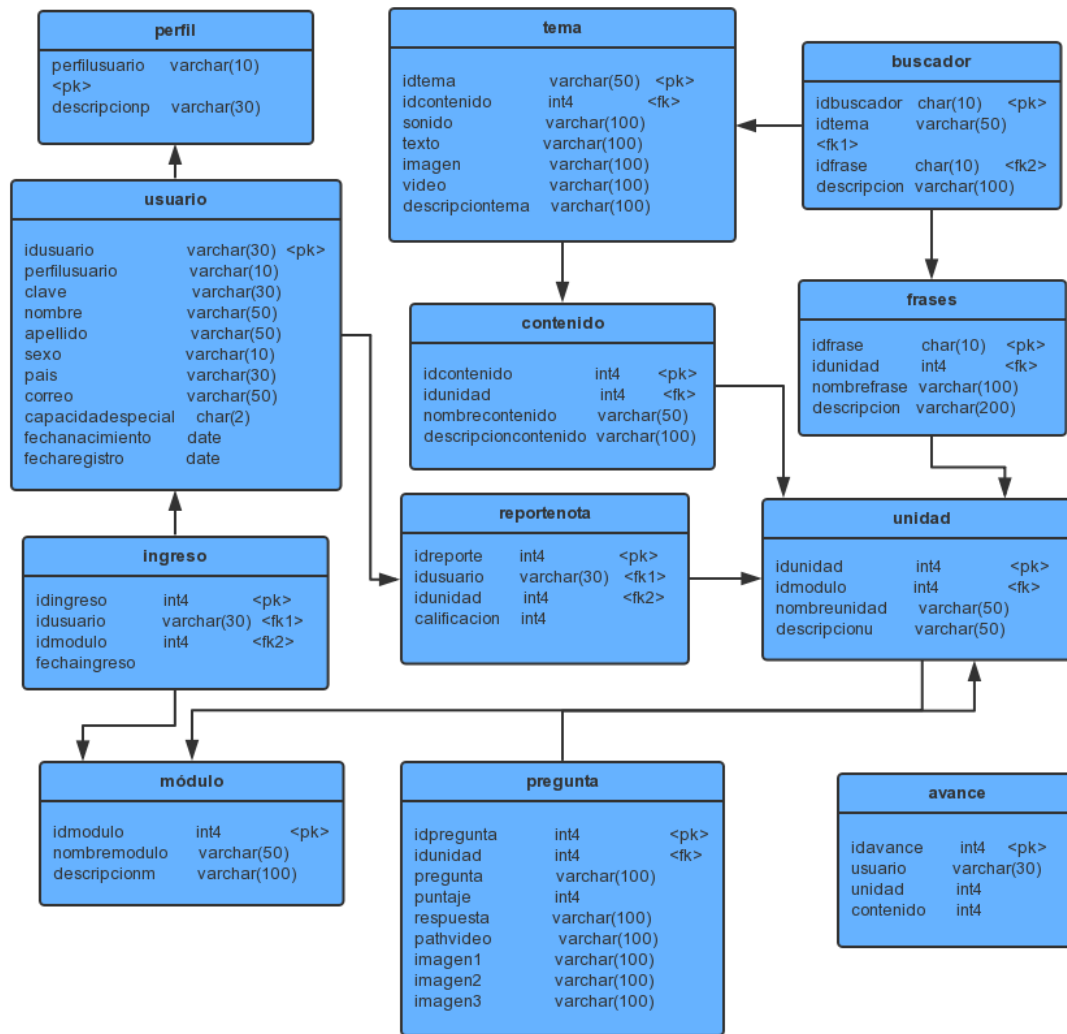 perfil
perfilusuario varchar(10)
<pk>
descripcionp varchar(30)
tema
idtema varchar(50) <pk>
idcontenido int4 <fk>
sonido varchar(100)
texto varchar(100)
imagen varchar(100)
video varchar(100)
descripciontema varchar(100)
buscador
idbuscador char(10) <pk>
idtema varchar(50)
<fk1>
idfrase char(10) <fk2>
descripcion varchar(100)
usuario
idusuario varchar(30) <pk>
perfilusuario varchar(10)
clave varchar(30)
nombre varchar(50)
apellido varchar(50)
sexo varchar(10)
pais varchar(30)
correo varchar(50)
capacidadespecial char(2)
fechanacimiento date
fecharegistro date
contenido
idcontenido int4 <pk>
idunidad int4 <fk>
nombrecontenido varchar(50)
descripcioncontenido varchar(100)
frases
idfrase char(10) <pk>
idunidad int4 <fk>
nombrefrase varchar(100)
descripcion varchar(200)
ingreso
idingreso int4 <pk>
idusuario varchar(30) <fk1>
idmodulo int4 <fk2>
fechaingreso
reportenota
idreporte int4 <pk>
idusuario varchar(30) <fk1>
idunidad int4 <fk2>
calificacion int4
unidad
idunidad int4 <pk>
idmodulo int4 <fk>
nombreunidad varchar(50)
descripcionu varchar(50)
módulo
idmodulo int4 <pk>
nombremodulo varchar(50)
descripcionm varchar(100)
pregunta
idpregunta int4 <pk>
idunidad int4 <fk>
pregunta varchar(100)
puntaje int4
respuesta varchar(100)
pathvideo varchar(100)
imagen1 varchar(100)
imagen2 varchar(100)
imagen3 varchar(100)
avance
idavance int4 <pk>
usuario varchar(30)
unidad int4
contenido int4